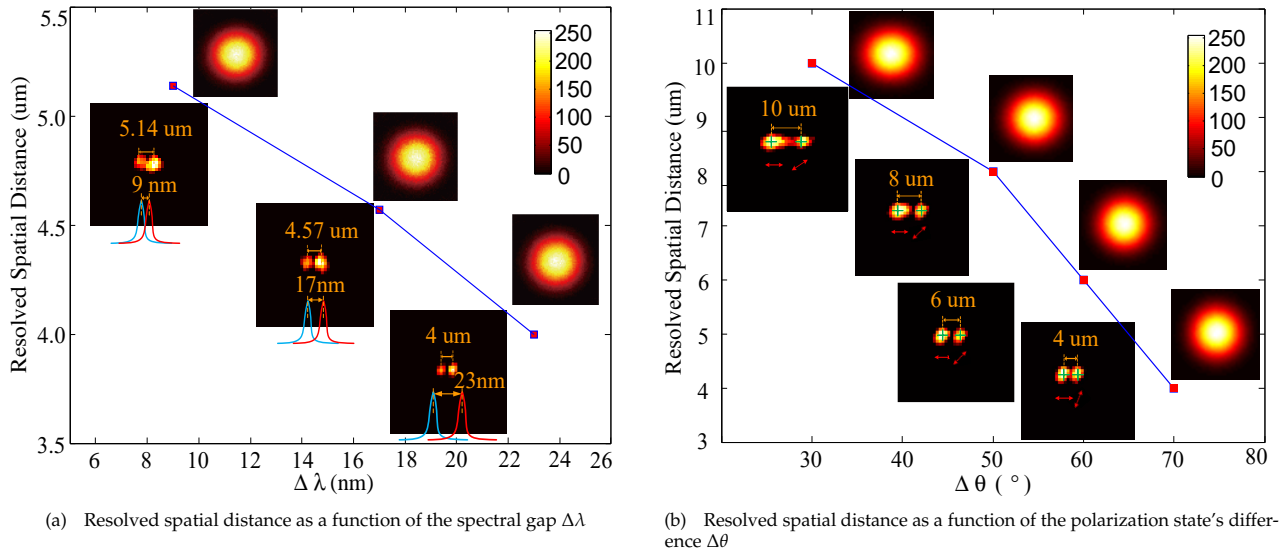 Resolved Spatial Distance (um)
5.5
5.0
4.5
4.0
3.5
6
8
10
12
14
16
18
20
22
24
26
Δ λ (nm)
250
200
150
100
50
0
5.14 um
9 nm
4.57 um
17nm
4 um
23nm
(a) Resolved spatial distance as a function of the spectral gap Δλ
Resolved Spatial Distance (um)
11
10
8
8
6
5
4
3
30
40
50
60
70
80
Δ θ ( ° )
250
200
150
100
50
0
10 um
8 um
6 um
4 um
(b) Resolved spatial distance as a function of the polarization state's differ-
ence Δθ